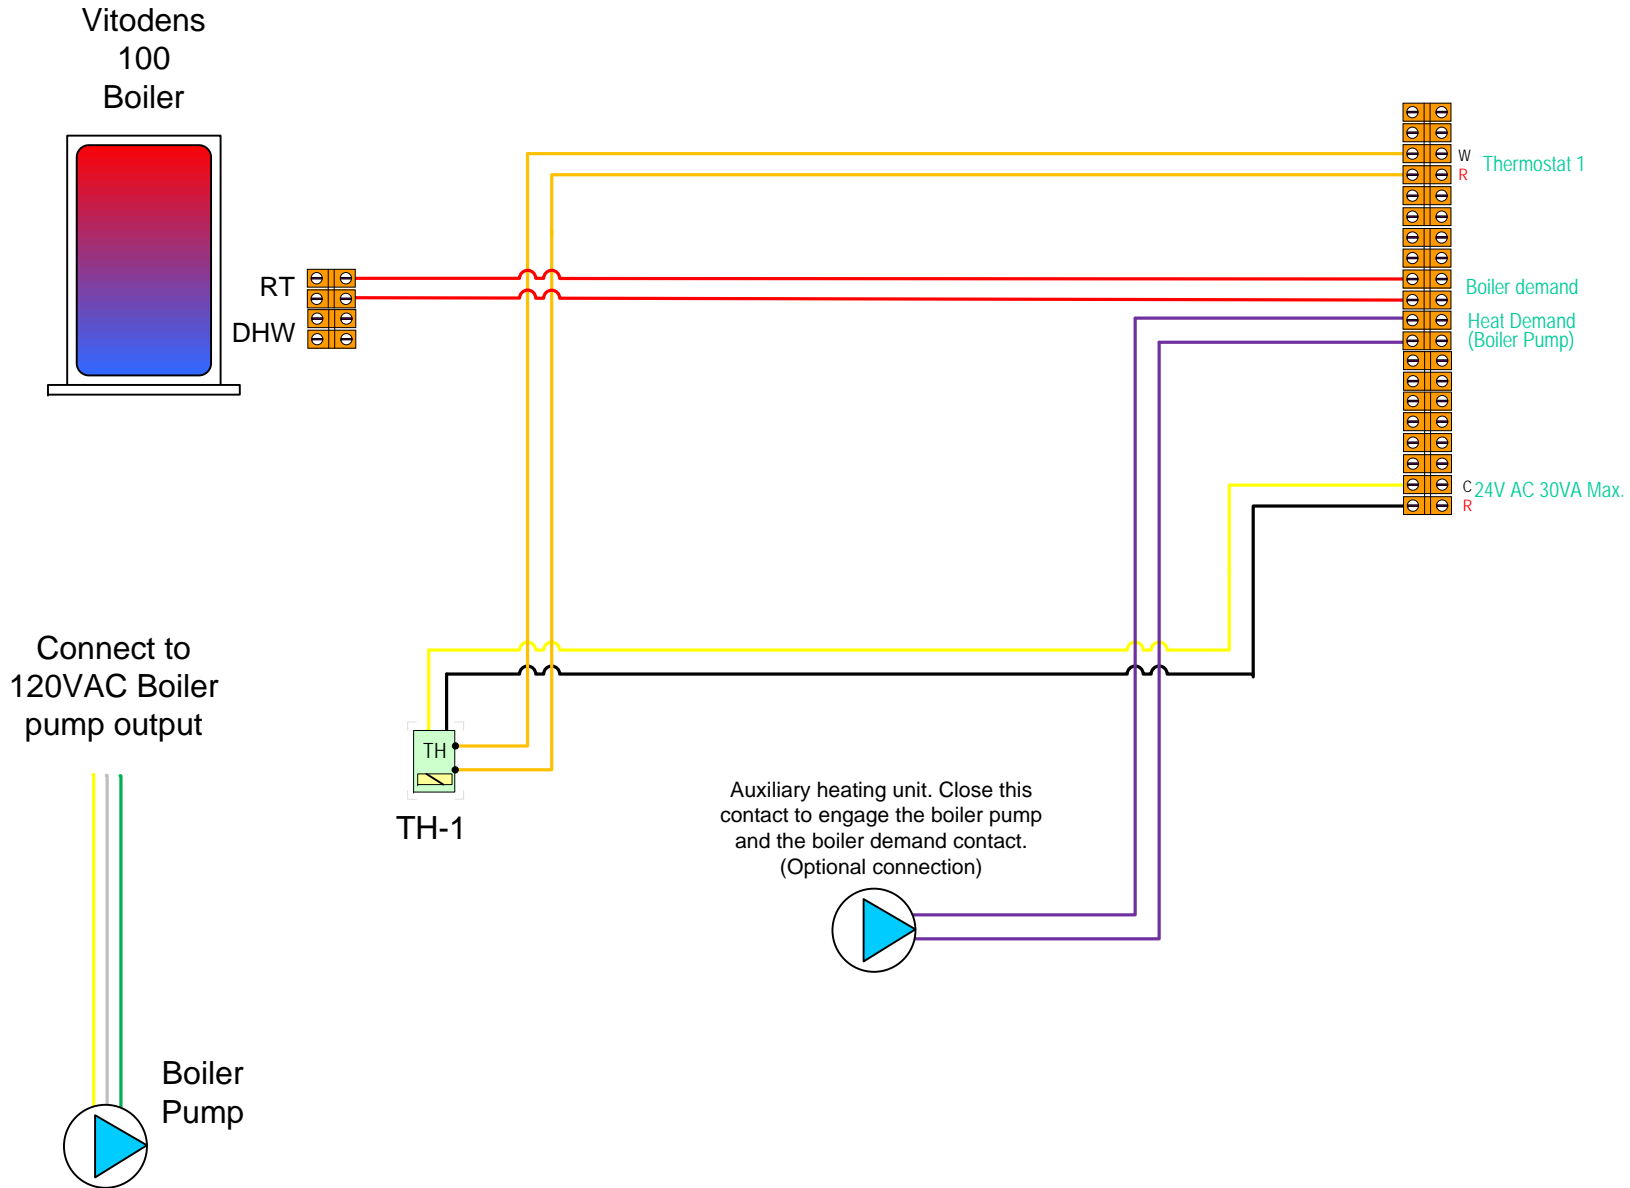 Vitodens
100
Boiler
W
Thermostat 1
R
RT
DHW
Boiler demand
Heat Demand
(Boiler Pump)
C
24V AC 30VA Max.
R
Connect to
120VAC Boiler
pump output
TH
TH-1
Auxiliary heating unit. Close this
contact to engage the boiler pump
and the boiler demand contact.
(Optional connection)
Boiler
Pump